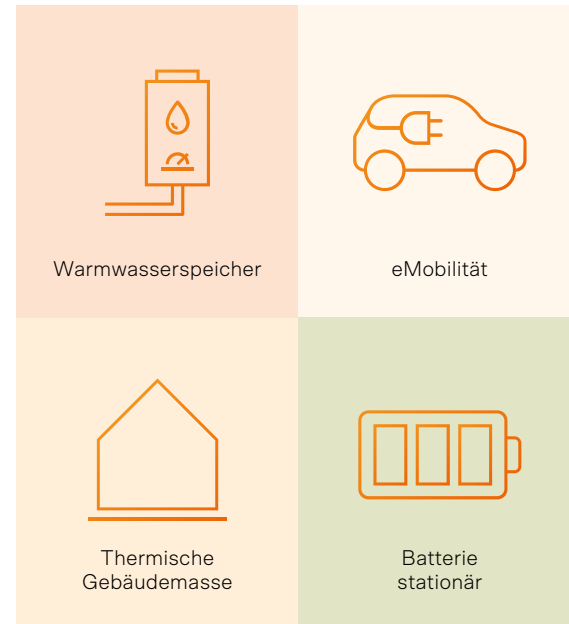 Warmwasserspeicher
eMobilität
Thermische
Gebäudemasse
Batterie
stationär